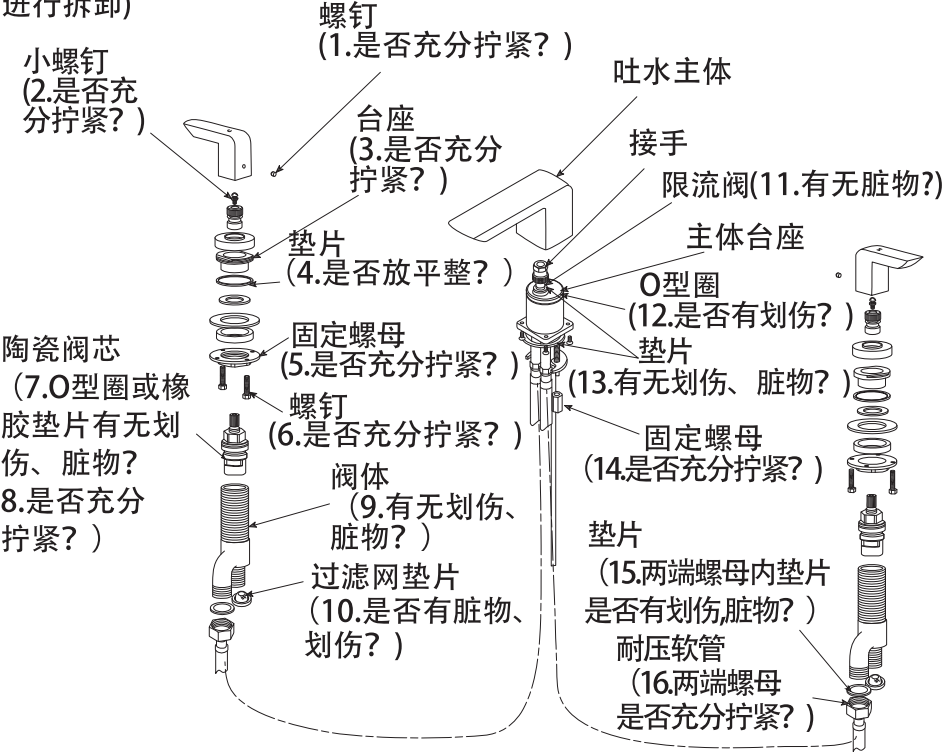 进行拆卸)
螺钉
(1.是否充分拧紧？)
小螺钉
(2.是否充
分拧紧？)
台座
(3.是否充分
拧紧？)
垫片
（4.是否放平整？）
固定螺母
(5.是否充分拧紧？)
螺钉
(6.是否充分拧紧？)
陶瓷阀芯
（7.O型圈或橡
胶垫片有无划
伤、脏物？
8.是否充分
拧紧？）
阀体
（9.有无划伤、
脏物？）
过滤网垫片
（10.是否有脏物、
划伤？)
吐水主体
接手
限流阀(11.有无脏物?)
主体台座
O型圈
(12.是否有划伤？)
垫片
(13.有无划伤、脏物？)
固定螺母
(14.是否充分拧紧？)
垫片
（15.两端螺母内垫片
是否有划伤,脏物？）
耐压软管
（16.两端螺母
是否充分拧紧？)